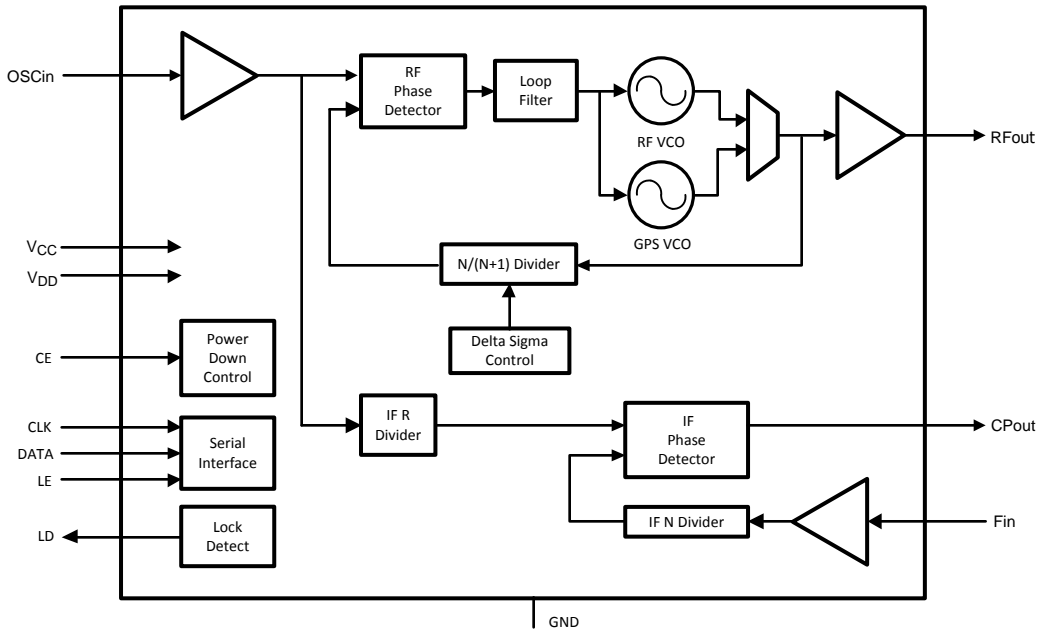 OSCin
RF
Phase
Detector
Loop
Filter
RF VCO
GPS VCO
RFout
VCC
VDD
N/(N+1) Divider
Delta Sigma
Control
CE
Power
Down
Control
CLK
DATA
LE
Serial
Interface
IF R
Divider
IF
Phase
Detector
CPout
LD
Lock
Detect
IF N Divider
Fin
GND